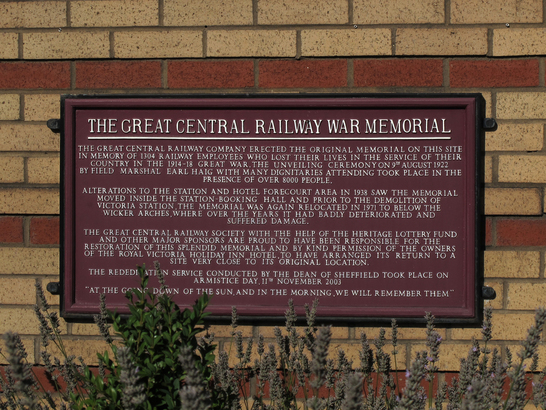 THE GREAT CENTRAL RAILWAY WAR MEMORIAL
THE GREAT CENTRAL RAILWAY COMPANY ERECTED THE ORIGINAL MEMORIAL ON THIS SITE
IN MEMORY OF 1304 RAILWAY EMPLOYEES WHO LOST THEIR LIVES IN THE SERVICE OF THEIR
COUNTRY IN THE 1914-18 GREAT WAR. THE UNVEILING CEREMONY ON 9TH AUGUST 1922
BY FIELD MARSHAL EARL HAIG WITH MANY DIGNITARIES ATTENDING TOOK PLACE IN THE
PRESENCE OF OVER 8000 PEOPLE.
ALTERATIONS TO THE STATION AND HOTEL FORECOURT AREA IN 1938 SAW THE MEMORIAL
MOVED INSIDE THE STATION BOOKING HALL AND PRIOR TO THE DEMOLITION OF
VICTORIA STATION, THE MEMORIAL WAS AGAIN RELOCATED IN 1971 TO BELOW THE
WICKER ARCHES, WHERE OVER THE YEARS IT HAD BADLY DETERIORATED AND
SUFFERED DAMAGE.
THE GREAT CENTRAL RAILWAY SOCIETY WITH THE HELP OF THE HERITAGE LOTTERY FUND
AND OTHER MAJOR SPONSORS ARE PROUD TO HAVE BEEN RESPONSIBLE FOR THE
RESTORATION OF THIS SPLENDID MEMORIAL AND BY KIND PERMISSION OF THE OWNERS
OF THE ROYAL VICTORIA HOLIDAY INN HOTEL, TO HAVE ARRANGED ITS RETURN TO A
SITE VERY CLOSE TO ITS ORIGINAL LOCATION.
THE REDEDICATION SERVICE CONDUCTED BY THE DEAN OF SHEFFIELD TOOK PLACE ON
ARMISTICE DAY, 11TH NOVEMBER 2003
"AT THE GOING DOWN OF THE SUN, AND IN THE MORNING, WE WILL REMEMBER THEM"